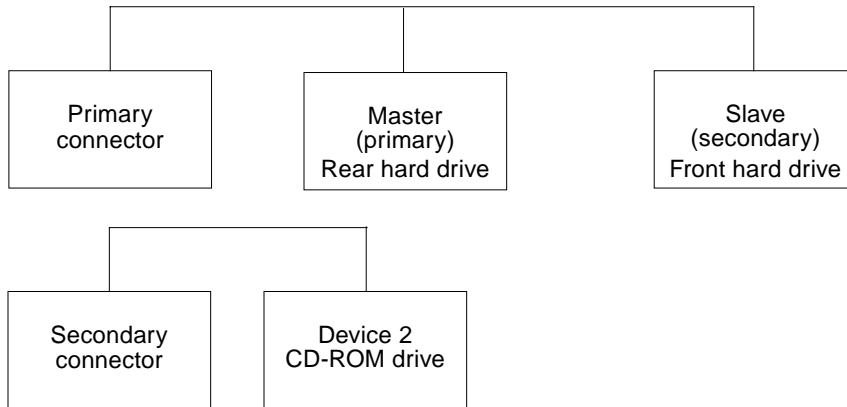 Primary
connector
Master
(primary)
Rear hard drive
Slave
(secondary)
Front hard drive
Secondary
connector
Device 2
CD-ROM drive